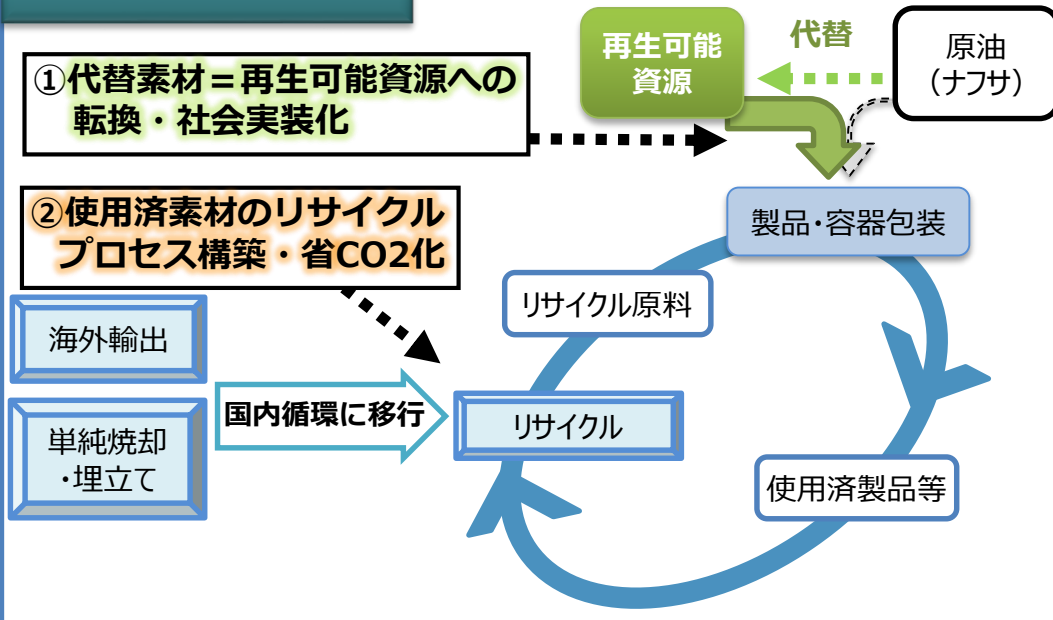 ①代替素材＝再生可能資源への
転換・社会実装化
再生可能
資源
代替
原油
（ナフサ）
②使用済素材のリサイクル
プロセス構築・省CO2化
製品・容器包装
リサイクル原料
海外輸出
国内循環に移行
リサイクル
単純焼却
・埋立て
使用済製品等